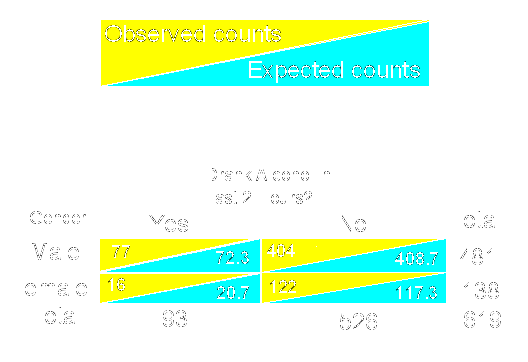 Observed counts
Expected counts
Drank Alcohol in
Last 2 Hours?
Gender Yes No Total
Male 77 72.3 404 408.7 481
Female 16 20.7 122 117.3 138
Total 93 526 619